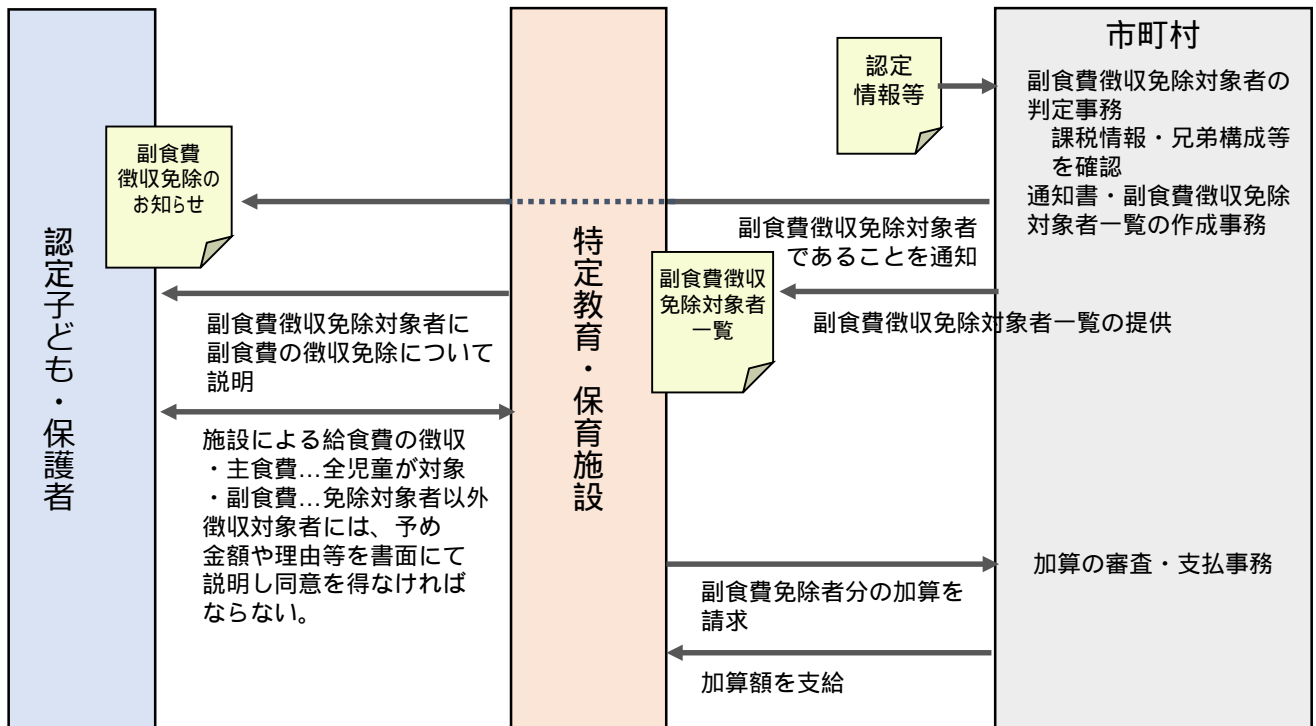 市町村
認定
情報等
副食費徴収免除対象者の
判定事務
課税情報・兄弟構成等
を確認
通知書・副食費徴収免除
対象者一覧の作成事務
副食費
徴収免除の
お知らせ
副食費徴収免除対象者
であることを通知
認定子ども・保護者
特定教育・保育施設
副食費徴収
免除対象者
一覧
副食費徴収免除対象者一覧の提供
副食費徴収免除対象者に
副食費の徴収免除について
説明
施設による給食費の徴収
・主食費…全児童が対象
・副食費…免除対象者以外
徴収対象者には、予め
金額や理由等を書面にて
説明し同意を得なければ
ならない。
副食費免除者分の加算を
請求
加算の審査・支払事務
加算額を支給